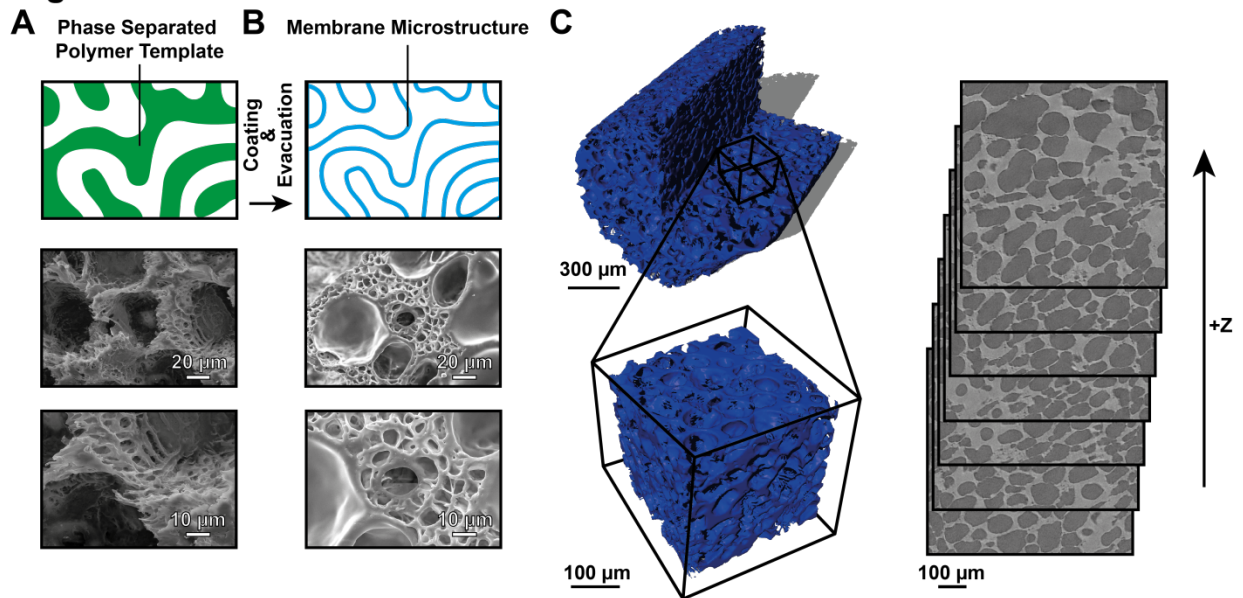 A
Phase Separated
Polymer Template
B
Membrane Microstructure
C
Coating
&
Evacuation
20 µm
10 µm
20 µm
10 µm
300 µm
100 µm
+Z
100 µm